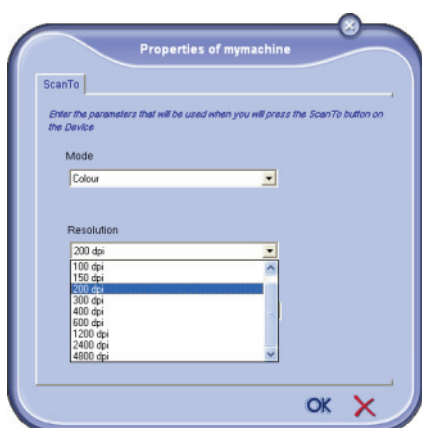 Properties of mymachine
ScanTo
Enter the parameters that will be used when you will press the ScanTo button on
the Device
Mode
Colour
Resolution
200 dpi
100 dpi
150 dpi
200 dpi
300 dpi
400 dpi
600 dpi
1200 dpi
2400 dpi
4800 dpi
OK